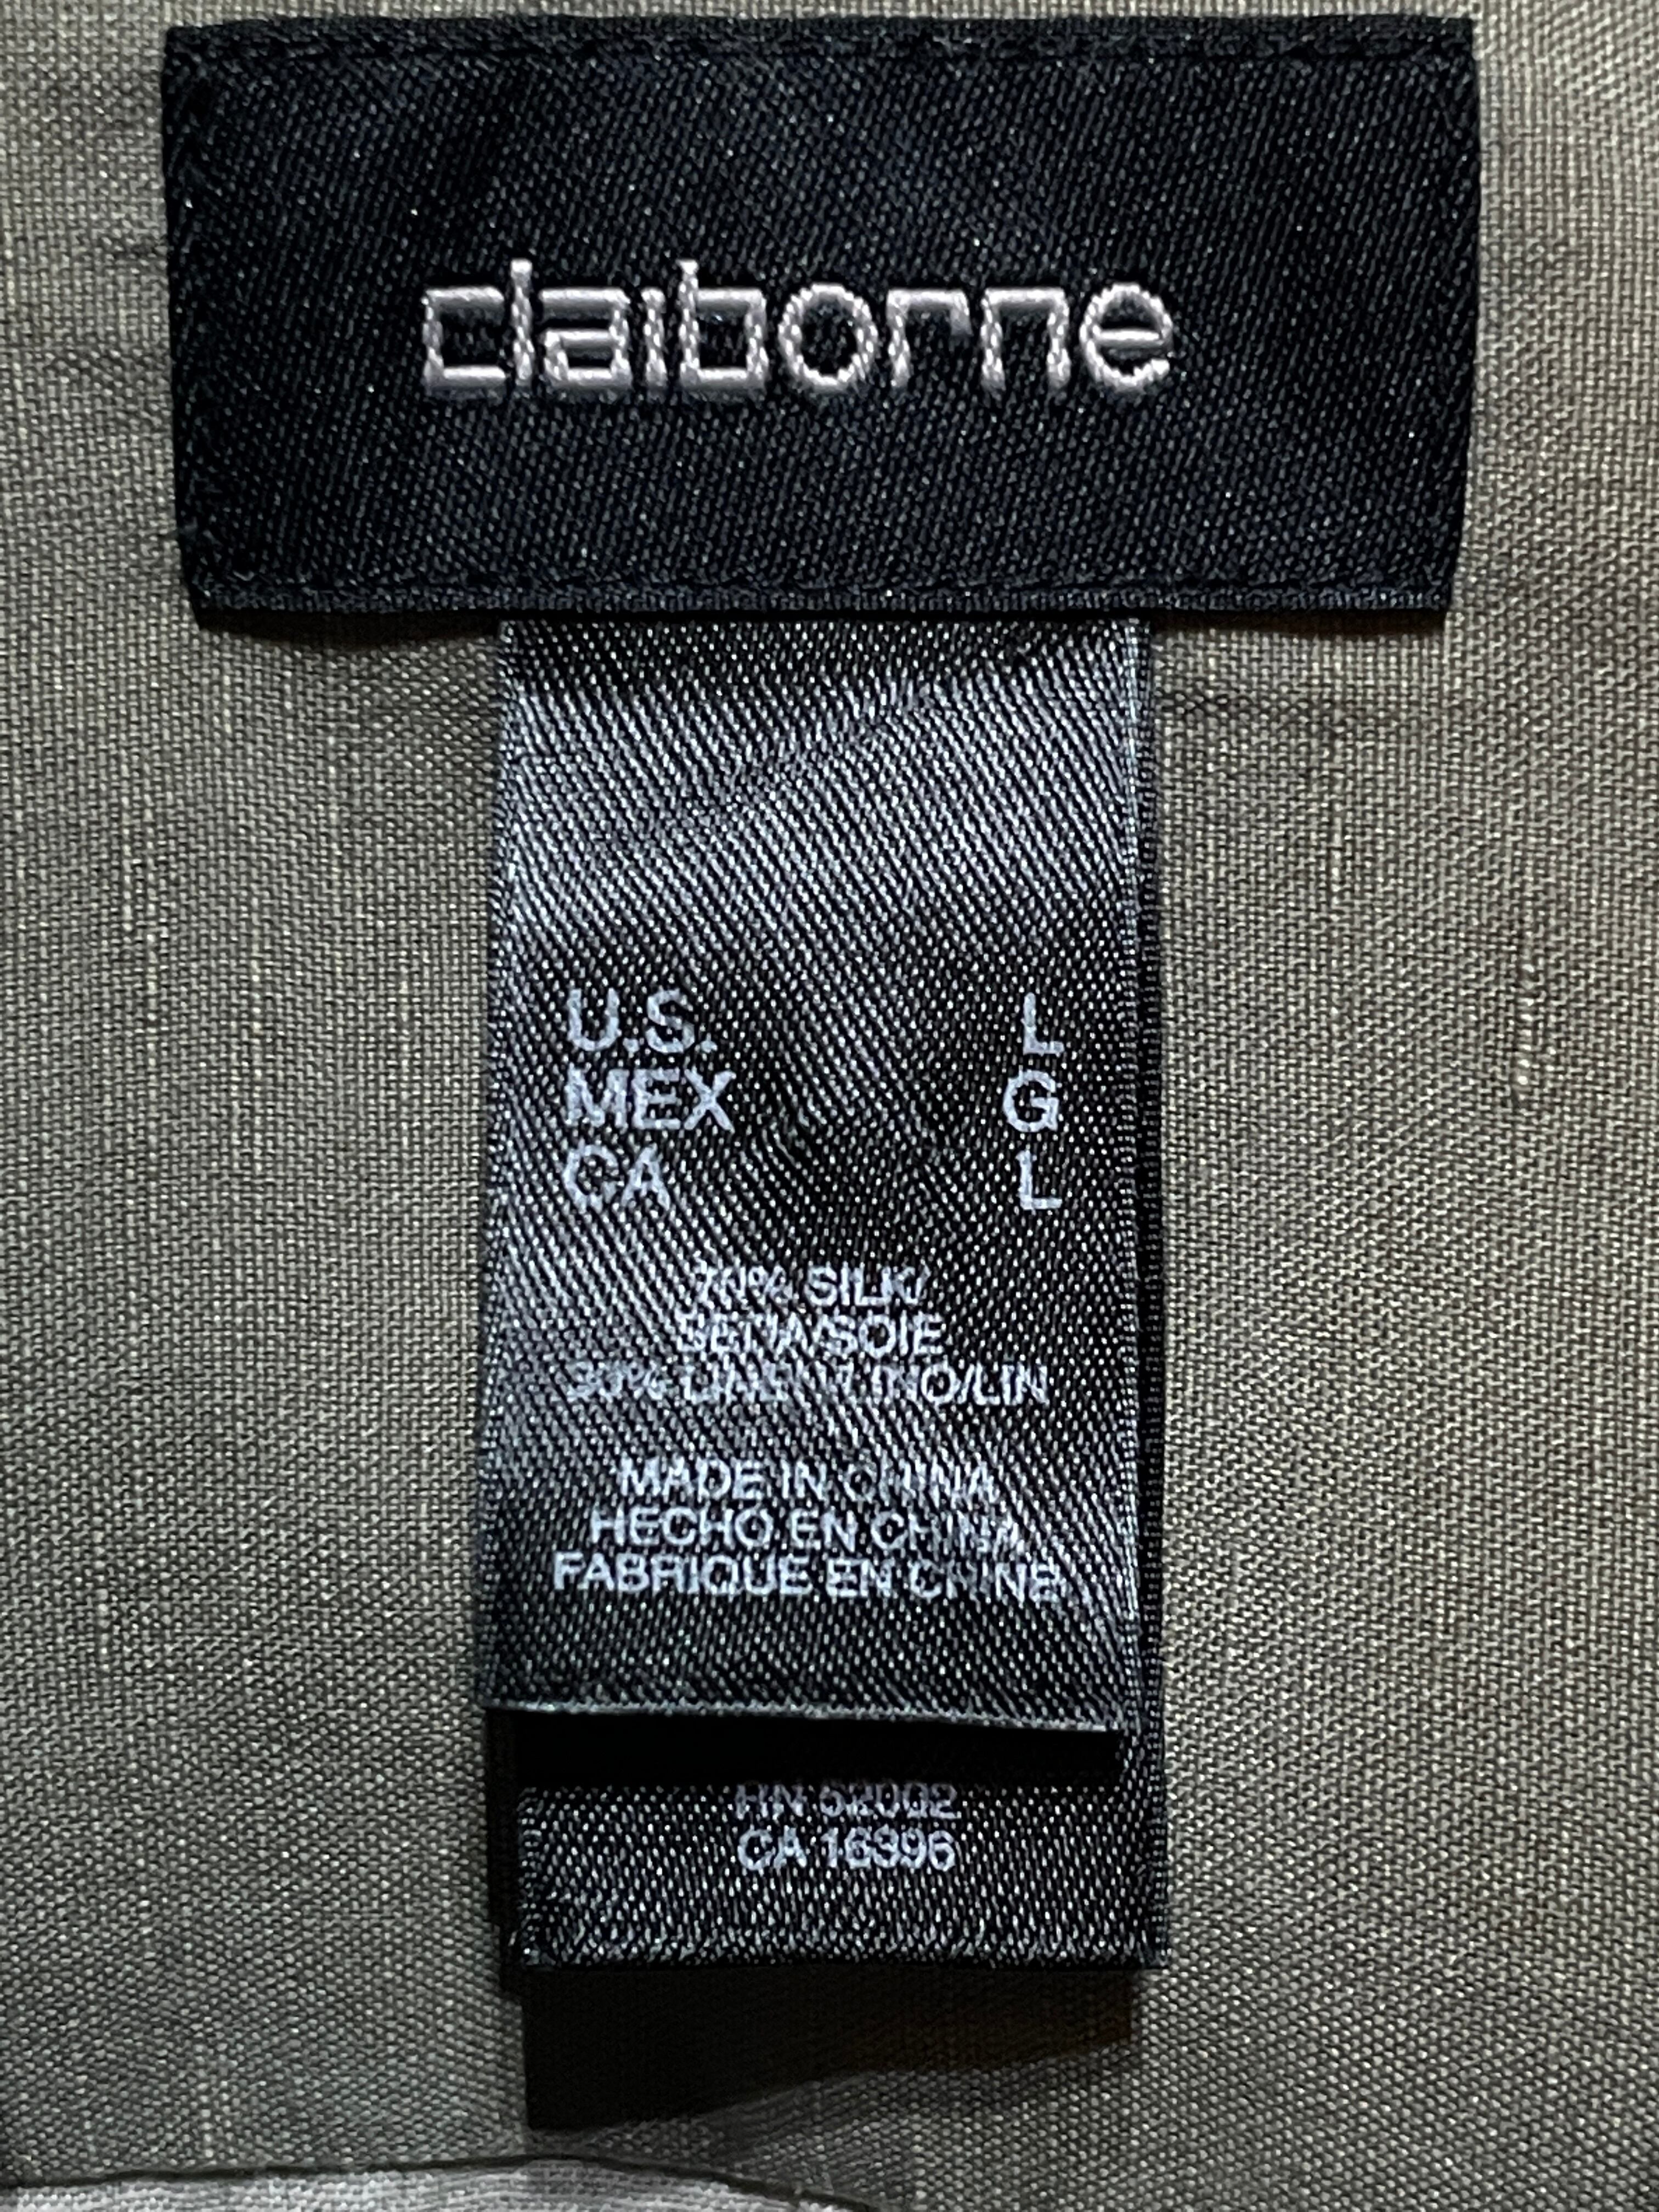 claiborne
U.S. L
MEX G
CA L
70% SILK/
SEDA/SOIE
30% LINEN/LINO/LIN
MADE IN CHINA
HECHO EN CHINA
FABRIQUE EN CHINE
RN 52002
CA 16396